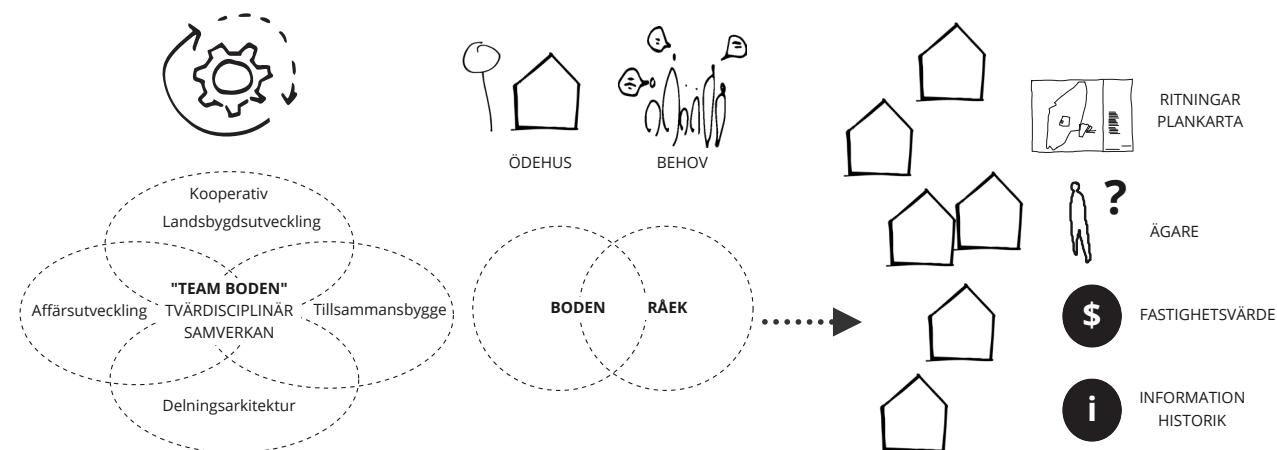 Kooperativ
Landsbygdsutveckling
Affärsutveckling
"TEAM BODEN"
TVÄRDISCIPLINÄR
SAMVERKAN
Tillsammansbygge
Delningsarkitektur
ÖDEHUS
BEHOV
BODEN
RÅEK
RITNINGAR
PLANKARTA
?
ÄGARE
$
FASTIGHETSVÄRDE
i
INFORMATION
HISTORIK